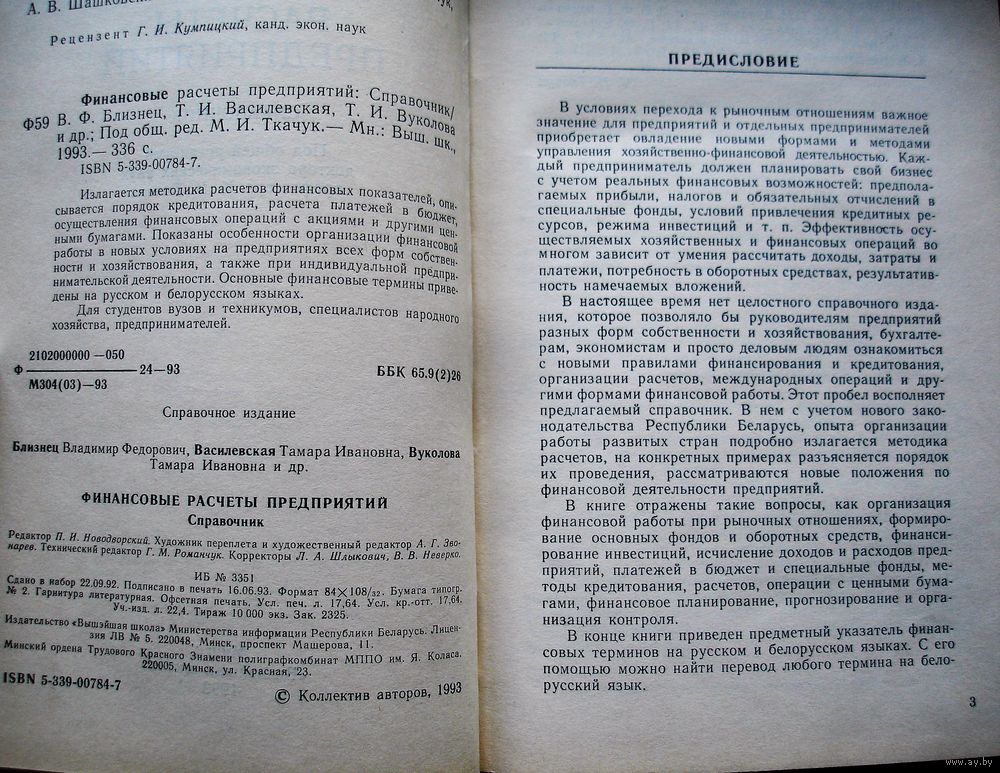 А. В. Шашковс
Рецензент Г. И. Кумпицкий, канд. экон. наук
Финансовые расчеты предприятий: Справочник/
Ф59 В. Ф. Близнец, Т. И. Василевская, Т. И. Вуколова
и др.; Под общ. ред. М. И. Ткачук.— Мн.: Выш. шк.,
1993.— 336 с.
ISBN 5-339-00784-7.
Излагается методика расчетов финансовых показателей, опи-
сывается порядок кредитования, расчета платежей в бюджет,
осуществления финансовых операций с акциями и другими цен-
ными бумагами. Показаны особенности организации финансовой
работы в новых условиях на предприятиях всех форм собствен-
ности и хозяйствования, а также при индивидуальной предпри-
нимательской деятельности. Основные финансовые термины приве-
дены на русском и белорусском языках.
Для студентов вузов и техникумов, специалистов народного
хозяйства, предпринимателей.
2102000000—050
Ф 24—93
М304(03)—93
ББК 65.9(2)26
Справочное издание
Близнец Владимир Федорович, Василевская Тамара Ивановна, Вуколова
Тамара Ивановна и др.
ФИНАНСОВЫЕ РАСЧЕТЫ ПРЕДПРИЯТИЙ
Справочник
Редактор П. И. Новодворский. Художник переплета и художественный редактор А. Г. Зво-
нарев. Технический редактор Г. М. Романчук. Корректоры Л. А. Шлыкович, В. В. Неверко.
ИБ № 3351
Сдано в набор 22.09.92. Подписано в печать 16.06.93. Формат 84×108/32. Бумага типогр.
№ 2. Гарнитура литературная. Офсетная печать. Усл. печ. л. 17,64. Усл. кр.-отт. 17,64.
Уч.-изд. л. 22,4. Тираж 10 000 экз. Зак. 2325.
Издательство «Вышэйшая школа» Министерства информации Республики Беларусь. Лицен-
зия ЛВ № 5. 220048, Минск, проспект Машерова, 11.
Минский ордена Трудового Красного Знамени полиграфкомбинат МППО им. Я. Коласа.
220005, Минск, ул. Красная, 23.
ISBN 5-339-00784-7
© Коллектив авторов, 1993
ПРЕДИСЛОВИЕ
В условиях перехода к рыночным отношениям важное
значение для предприятий и отдельных предпринимателей
приобретает овладение новыми формами и методами
управления хозяйственно-финансовой деятельностью. Каж-
дый предприниматель должен планировать свой бизнес
с учетом реальных финансовых возможностей: предпола-
гаемых прибыли, налогов и обязательных отчислений в
специальные фонды, условий привлечения кредитных ре-
сурсов, режима инвестиций и т. п. Эффективность осу-
ществляемых хозяйственных и финансовых операций во
многом зависит от умения рассчитать доходы, затраты и
платежи, потребность в оборотных средствах, результатив-
ность намечаемых вложений.
В настоящее время нет целостного справочного изда-
ния, которое позволяло бы руководителям предприятий
разных форм собственности и хозяйствования, бухгалте-
рам, экономистам и просто деловым людям ознакомиться
с новыми правилами финансирования и кредитования,
организации расчетов, международных операций и дру-
гими формами финансовой работы. Этот пробел восполняет
предлагаемый справочник. В нем с учетом нового зако-
нодательства Республики Беларусь, опыта организации
работы развитых стран подробно излагается методика
расчетов, на конкретных примерах разъясняется порядок
их проведения, рассматриваются новые положения по
финансовой деятельности предприятий.
В книге отражены такие вопросы, как организация
финансовой работы при рыночных отношениях, формиро-
вание основных фондов и оборотных средств, финанси-
рование инвестиций, исчисление доходов и расходов пред-
приятий, платежей в бюджет и специальные фонды, ме-
тоды кредитования, расчетов, операции с ценными бума-
гами, финансовое планирование, прогнозирование и орга-
низация контроля.
В конце книги приведен предметный указатель финан-
совых терминов на русском и белорусском языках. С его
помощью можно найти перевод любого термина на бело-
русский язык.
3
www.ay.by